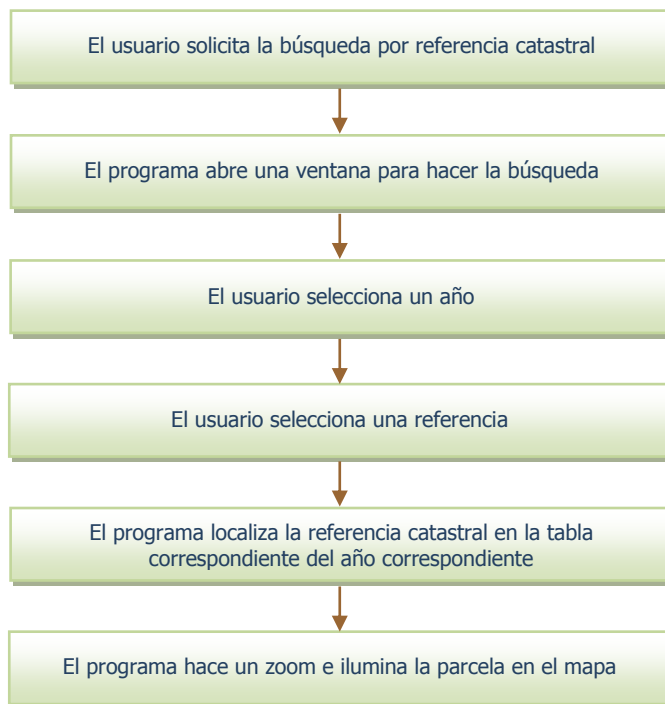 El usuario solicita la búsqueda por referencia catastral
El programa abre una ventana para hacer la búsqueda
El usuario selecciona un año
El usuario selecciona una referencia
El programa localiza la referencia catastral en la tabla
correspondiente del año correspondiente
El programa hace un zoom e ilumina la parcela en el mapa